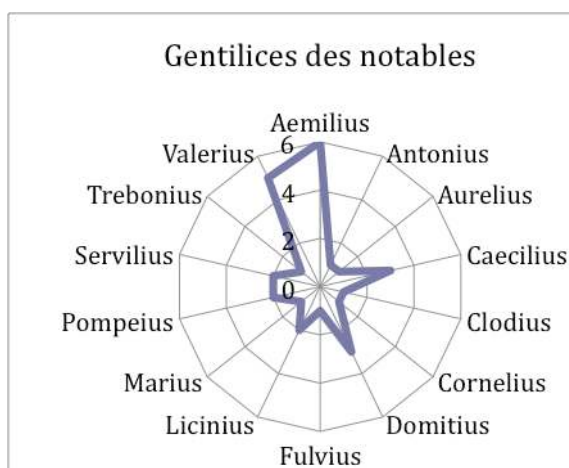 Gentilices des notables
Aemilius
Antonius
Aurelius
Caecilius
Clodius
Cornelius
Domitius
Fulvius
Licinius
Marius
Pompeius
Servilius
Trebonius
Valerius
6
4
2
0